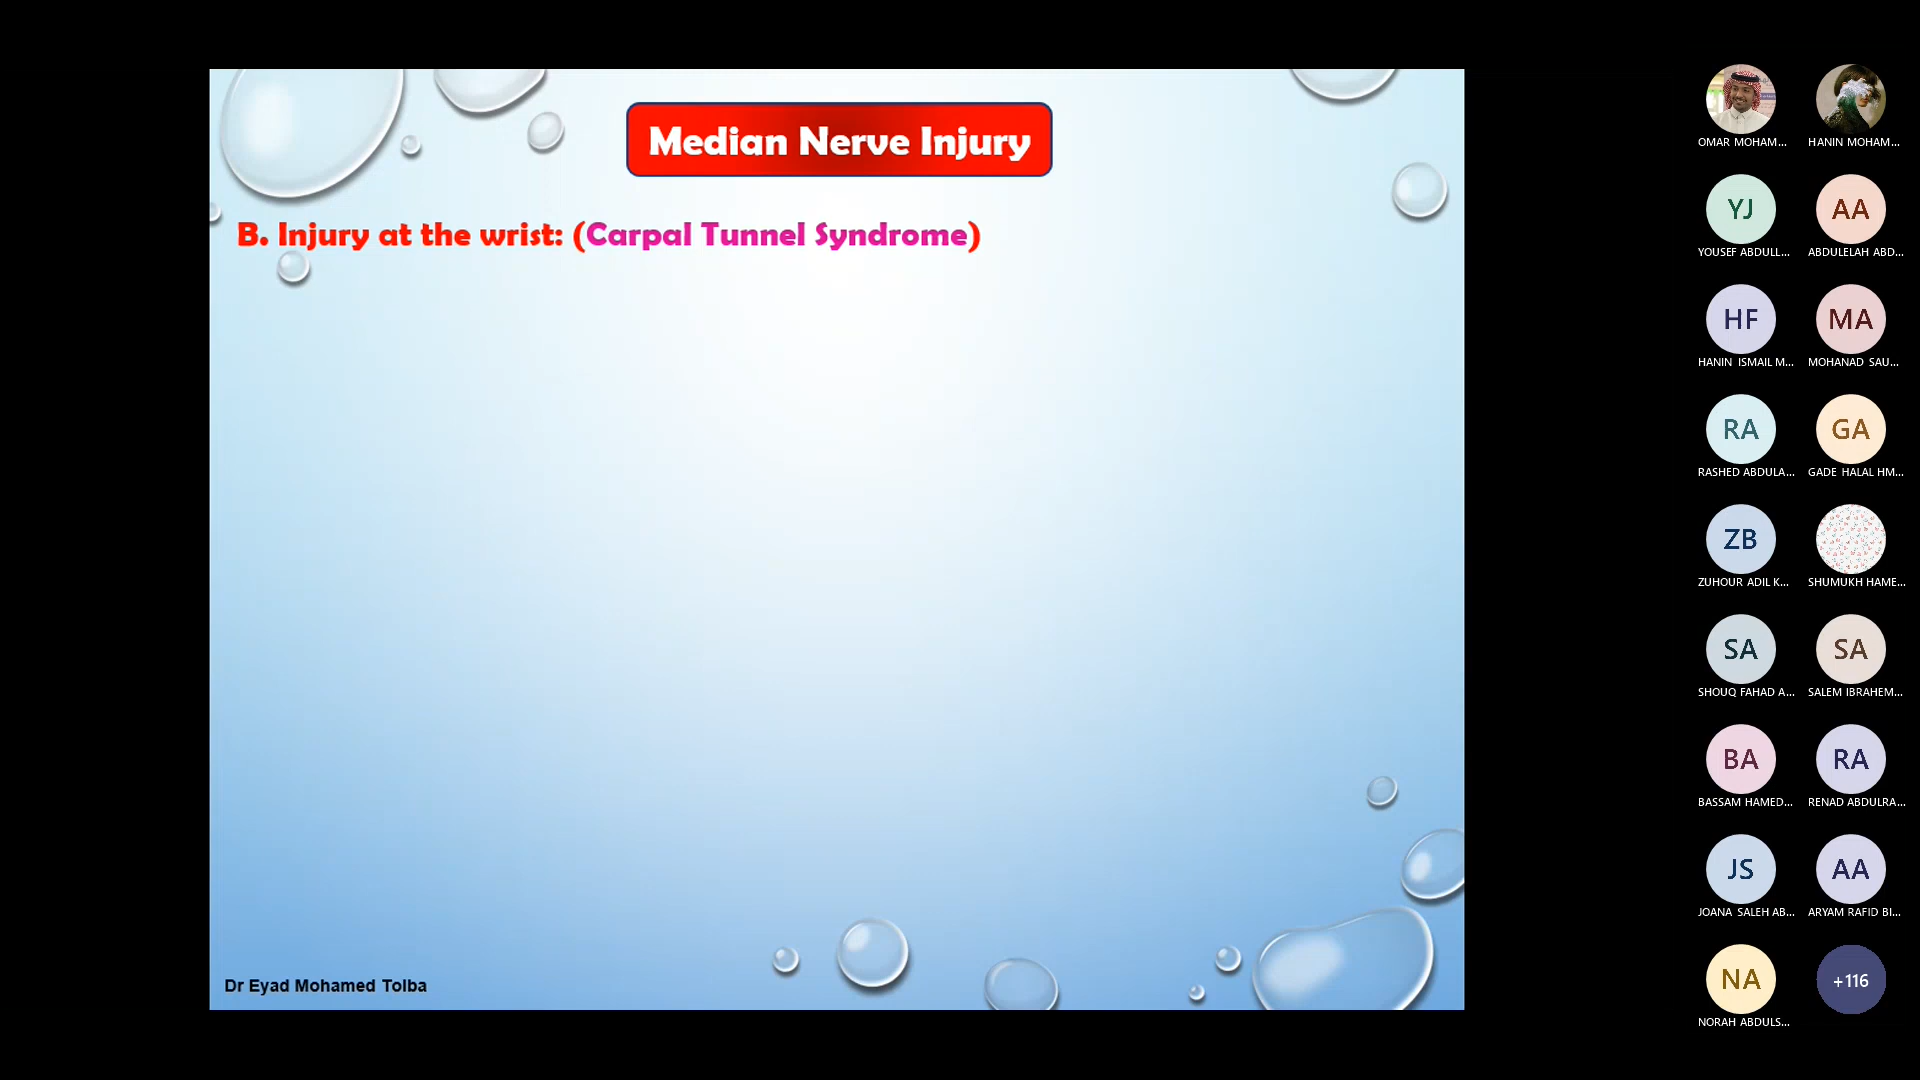 Median Nerve Injury
B. Injury at the wrist: (Carpal Tunnel Syndrome)
Dr Eyad Mohamed Tolba
OMAR MOHAM...
HANIN MOHAM...
YJ
AA
YOUSEF ABDULL...
ABDULELAH ABD...
HF
MA
HANIN ISMAIL M...
MOHANAD SAU...
RA
GA
RASHED ABDULA...
GADE HALAL HM...
ZB
ZUHOUR ADIL K...
SHUMUKH HAME...
SA
SA
SHOUQ FAHAD A...
SALEM IBRAHEM...
BA
RA
BASSAM HAMED...
RENAD ABDULRA...
JS
AA
JOANA SALEH AB...
ARYAM RAFID BI...
NA
+116
NORAH ABDULS...